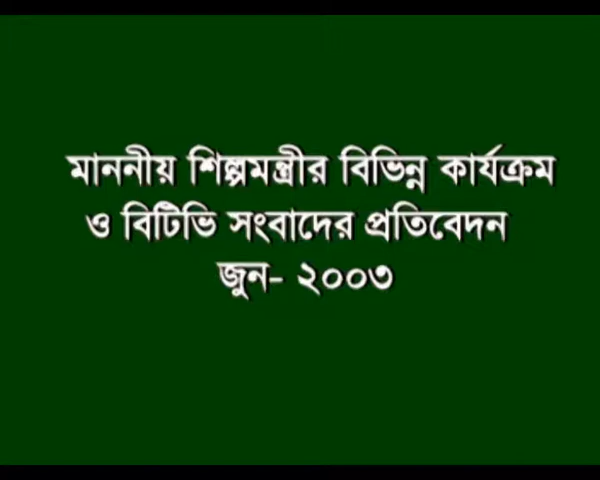 মাননীয় শিল্পমন্ত্রীর বিভিন্ন কার্যক্রম
ও বিটিভি সংবাদের প্রতিবেদন
জুন- ২০০৩